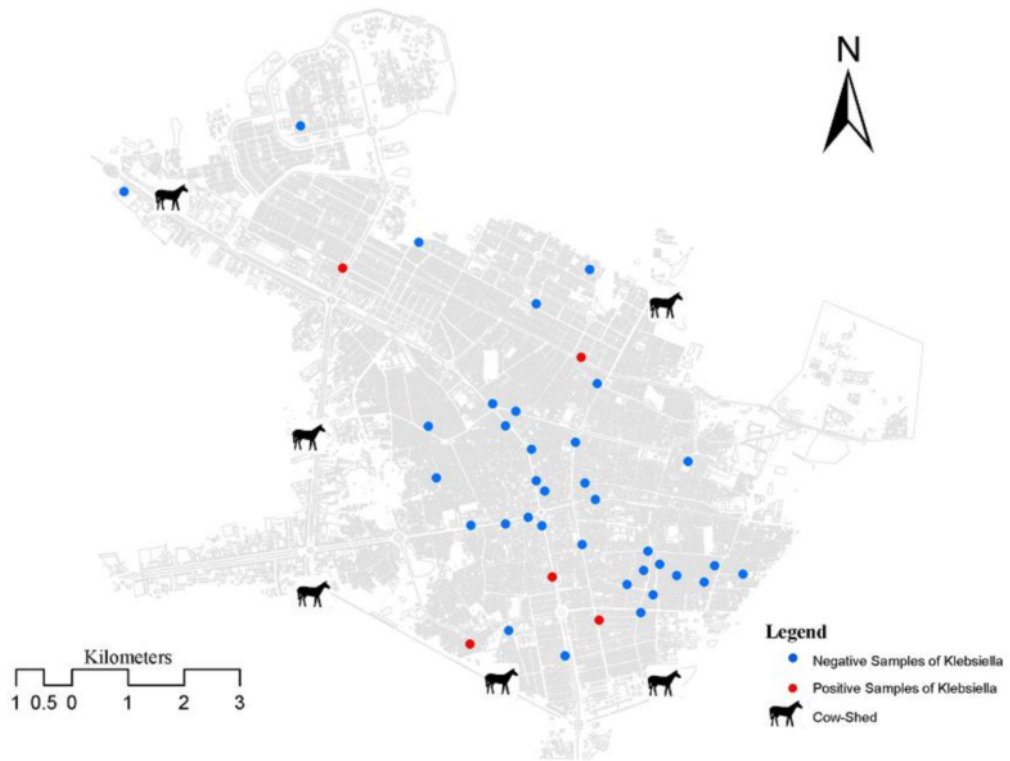 N
Kilometers
1 0.5 0 1 2 3
Legend
Negative Samples of Klebsiella
Positive Samples of Klebsiella
Cow-Shed